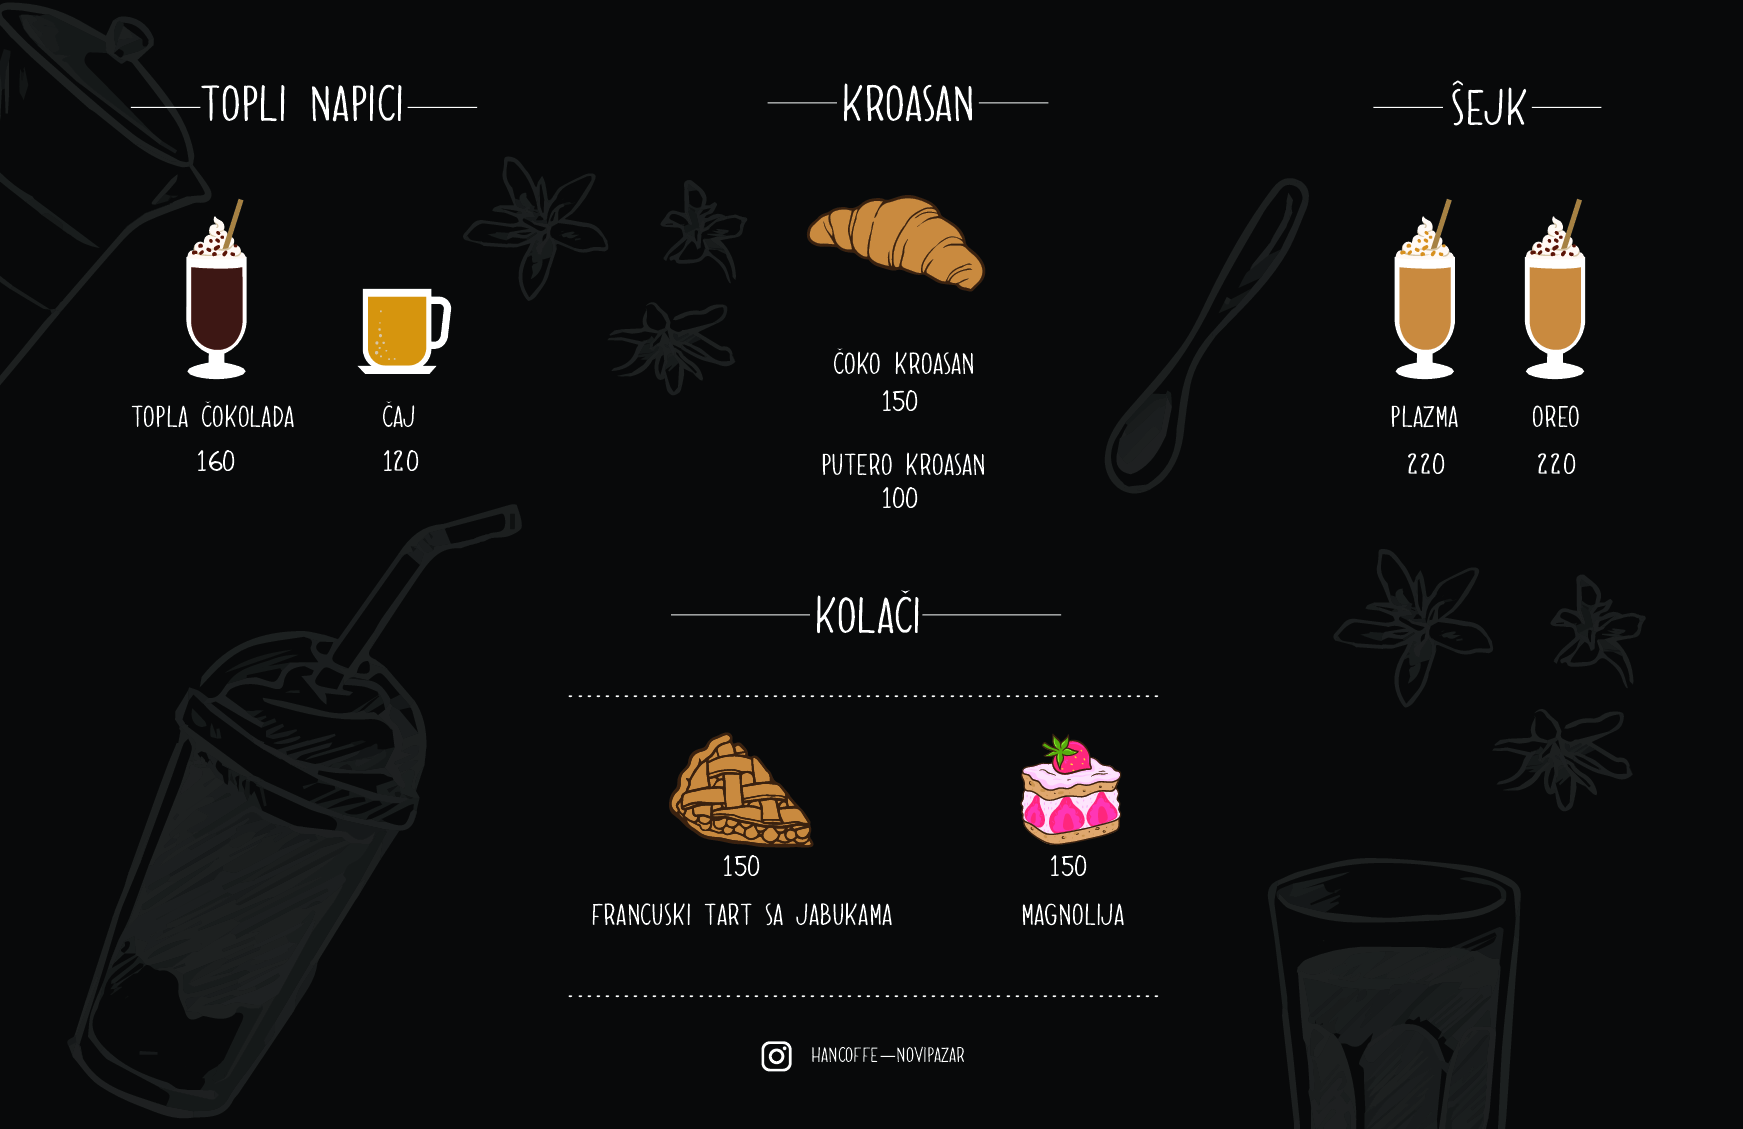 TOPLI NAPICI
TOPLA ČOKOLADA
160
ČAJ
120
KROASAN
ČOKO KROASAN
150
PUTERO KROASAN
100
ŜEJK
PLAZMA
220
OREO
220
KOLAČI
150
FRANCUSKI TART SA JABUKAMA
150
MAGNOLIJA
HANCOFFE—NOVIPAZAR